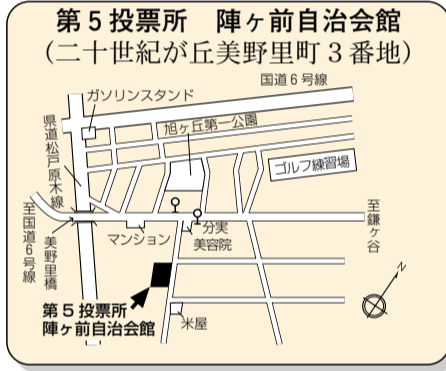 第5投票所 陣ヶ前自治会館
(二十世紀が丘美野里町3番地)
国道6号線
ガソリンスタンド
旭ヶ丘第一公園
県道松戸原木線
ゴルフ練習場
至国道6号線
美野里橋
マンション
分実
美容院
至鎌ヶ谷
第5投票所
陣ヶ前自治会館
米屋
N